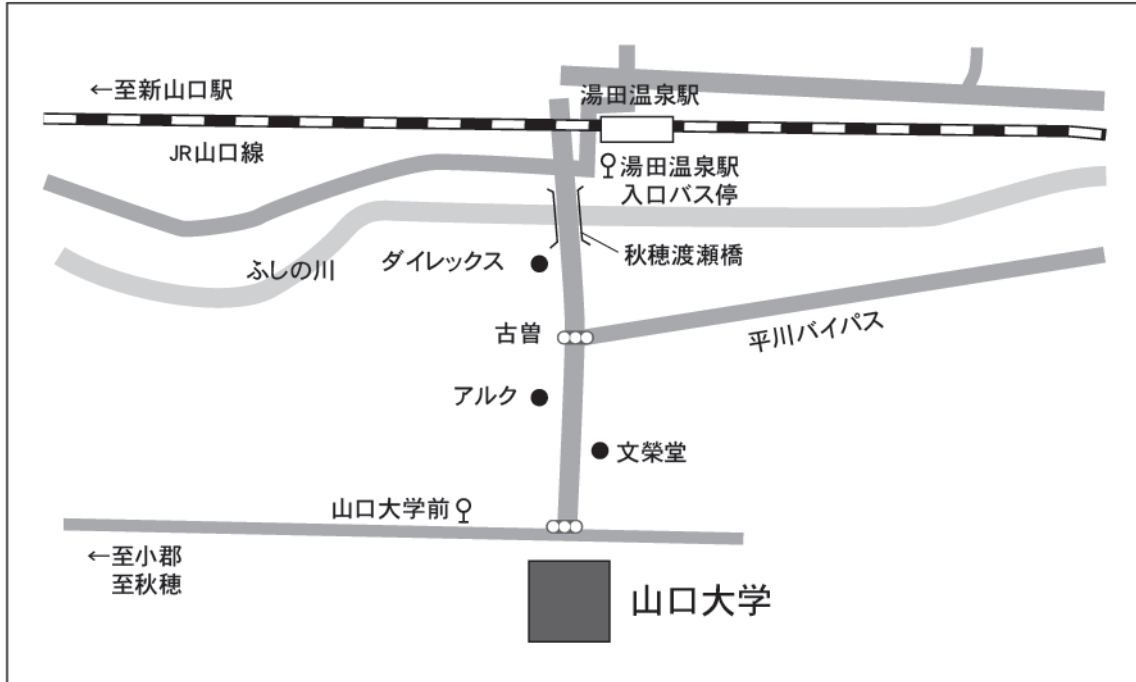 ←至新山口駅
湯田温泉駅
JR山口線
湯田温泉駅
入口バス停
ふしの川
ダイレックス
秋穂渡瀬橋
古曽
平川バイパス
アルク
文榮堂
山口大学前
←至小郡
至秋穂
山口大学